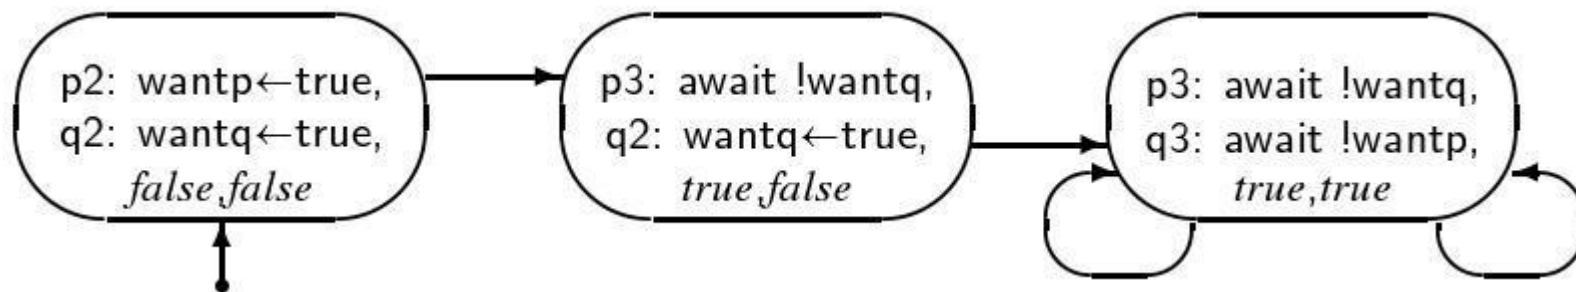 p2: wantp←true,
q2: wantq←true,
false,false
p3: await !wantq,
q2: wantq←true,
true,false
p3: await !wantq,
q3: await !wantp,
true,true